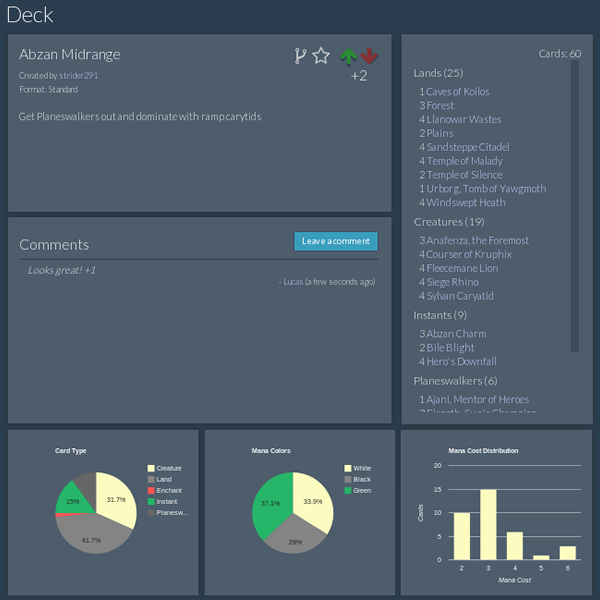 Deck
Abzan Midrange
Created by strider291
Format: Standard
+2
Get Planeswalkers out and dominate with ramp carytids
Comments
Leave a comment
Looks great! +1
- Lucas (a few seconds ago)
Cards: 60
Lands (25)
1 Caves of Koilos
3 Forest
4 Llanowar Wastes
2 Plains
4 Sandsteppe Citadel
4 Temple of Malady
2 Temple of Silence
1 Urborg, Tomb of Yawgmoth
4 Windswept Heath
Creatures (19)
3 Anafenza, the Foremost
4 Courser of Kruphix
4 Fleecemane Lion
4 Siege Rhino
4 Sylvan Caryatid
Instants (9)
3 Abzan Charm
2 Bile Blight
4 Hero's Downfall
Planeswalkers (6)
1 Ajani, Mentor of Heroes
Card Type
31.7%
41.7%
15%
Creature
Land
Enchant
Instant
Planesw...
Mana Colors
33.9%
29%
37.1%
White
Black
Green
Mana Cost Distribution
Cards
20
15
10
5
0
2 3 4 5 6
Mana Cost